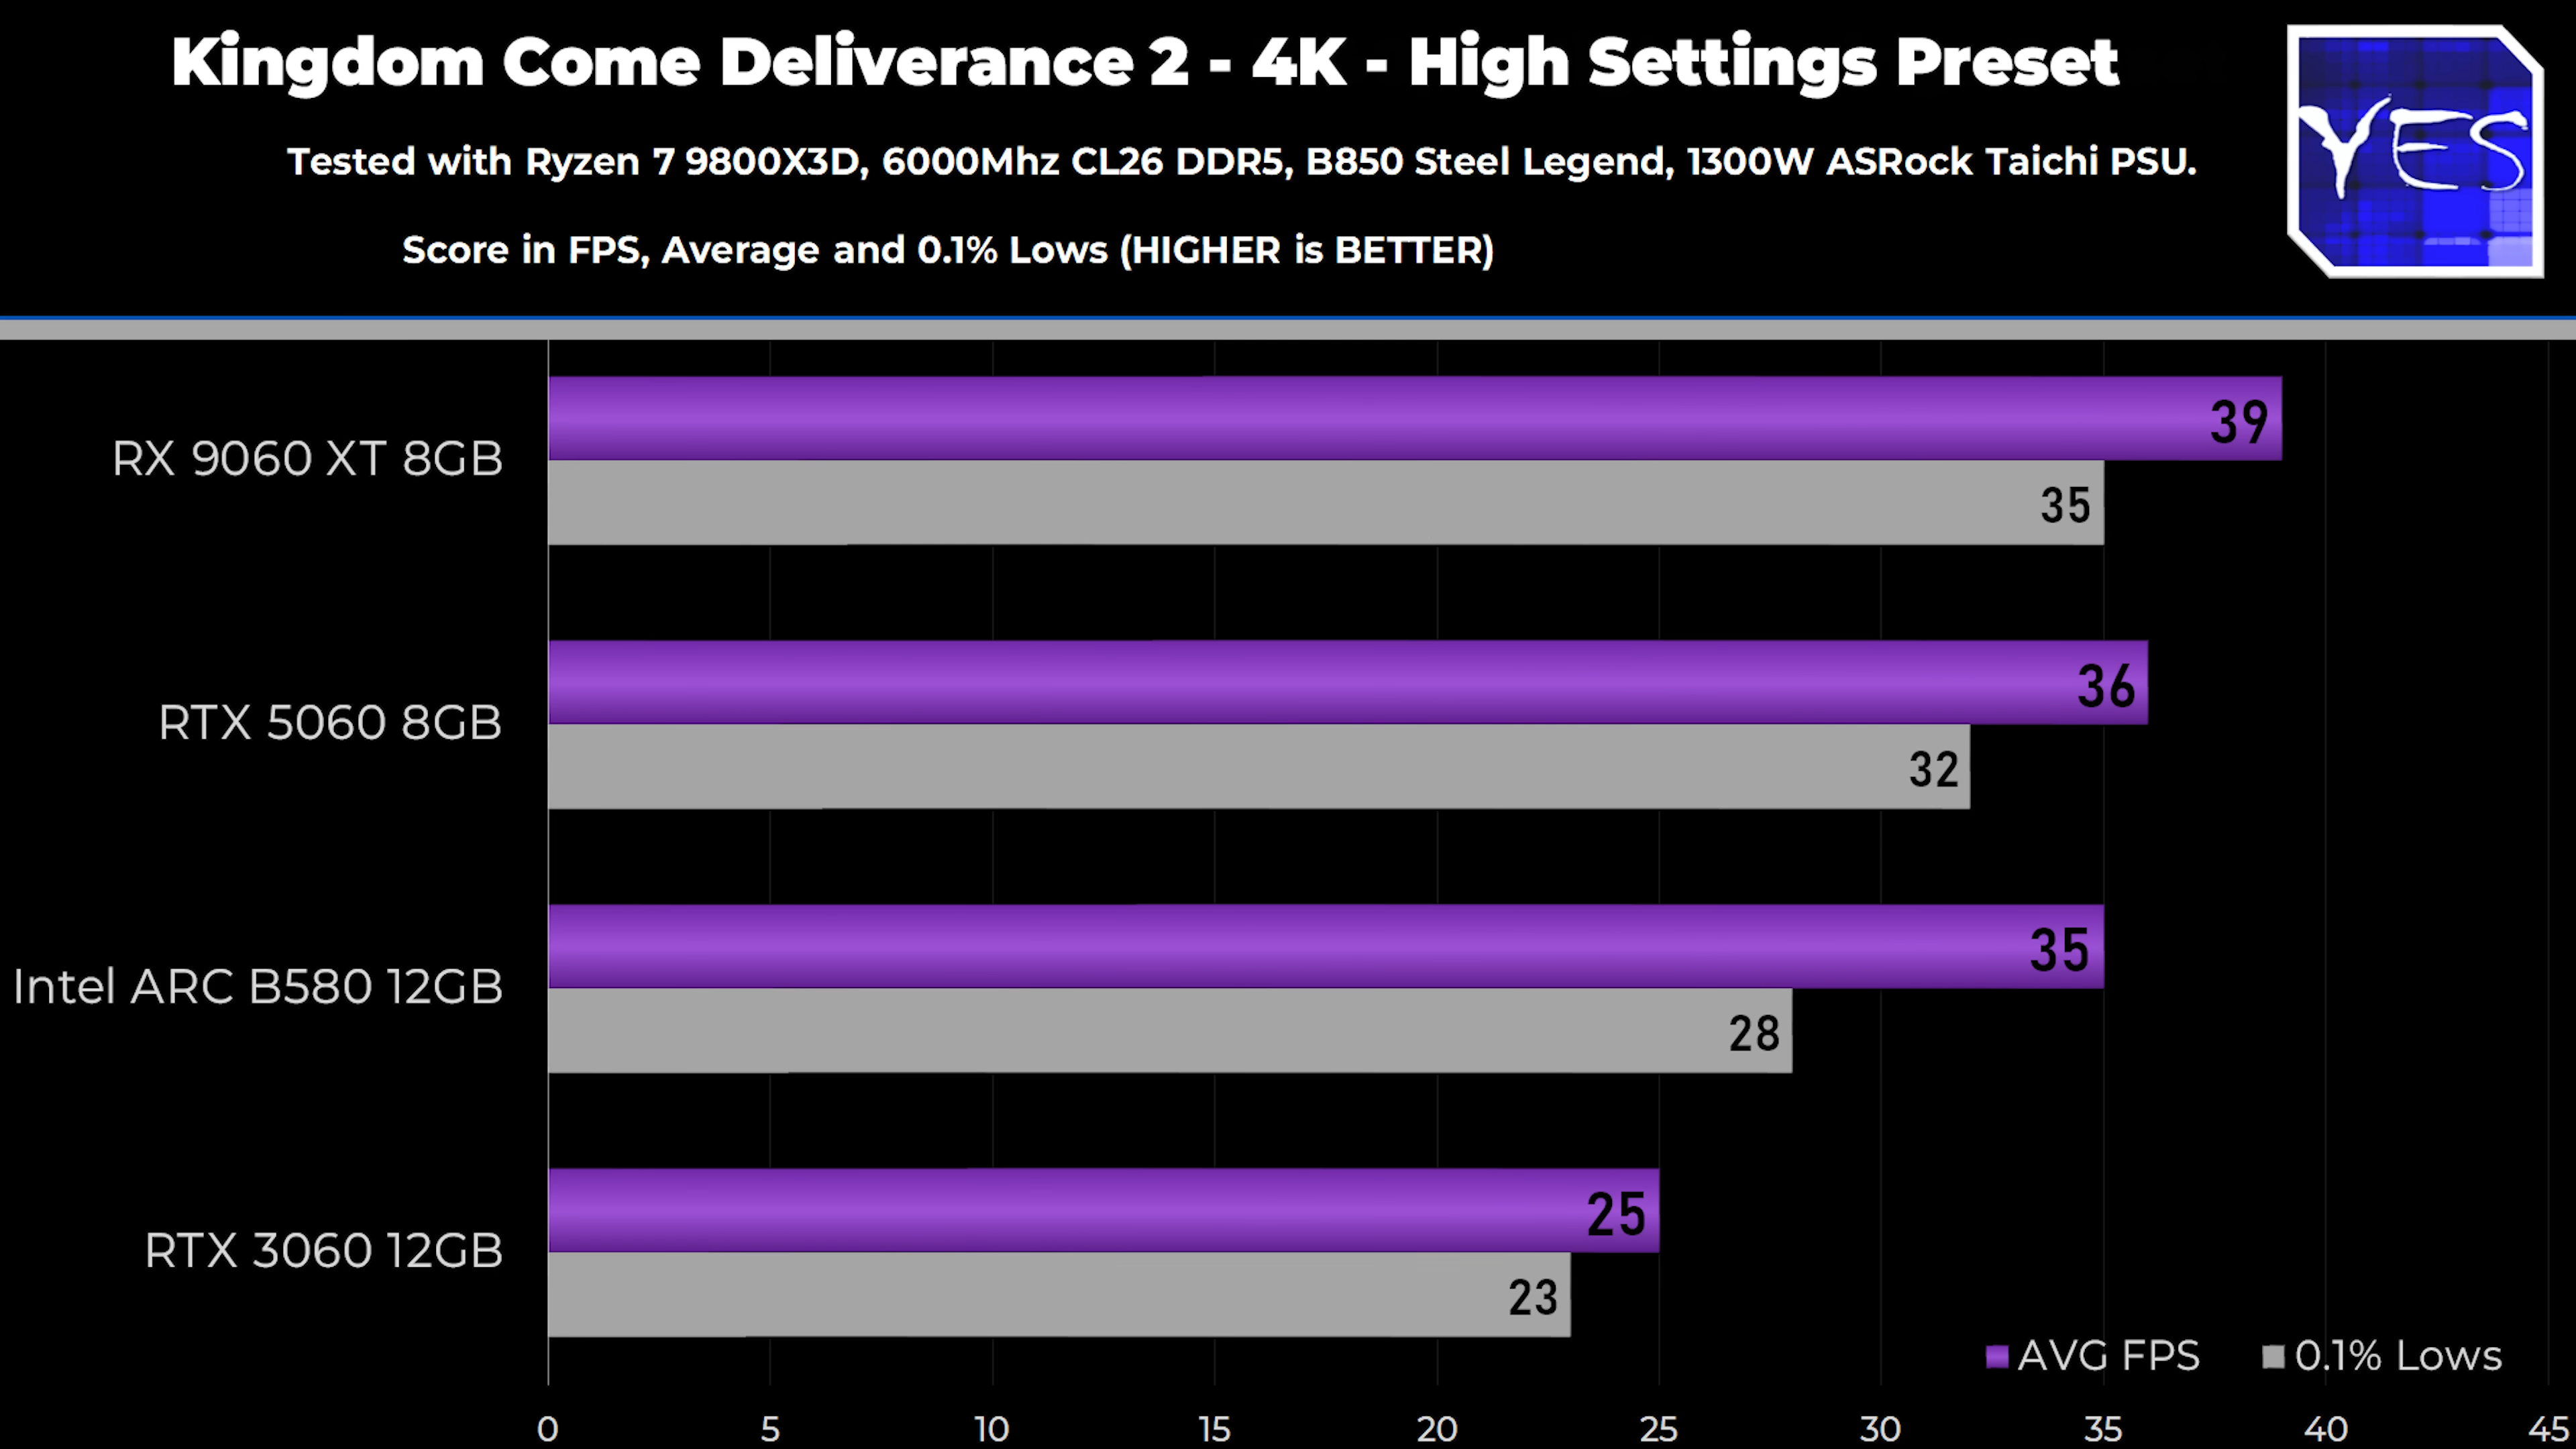 Kingdom Come Deliverance 2 - 4K - High Settings Preset
Tested with Ryzen 7 9800X3D, 6000Mhz CL26 DDR5, B850 Steel Legend, 1300W ASRock Taichi PSU.
Score in FPS, Average and 0.1% Lows (HIGHER is BETTER)
YES
RX 9060 XT 8GB
39
35
RTX 5060 8GB
36
32
Intel ARC B580 12GB
35
28
RTX 3060 12GB
25
23
AVG FPS 0.1% Lows
0 5 10 15 20 25 30 35 40 45